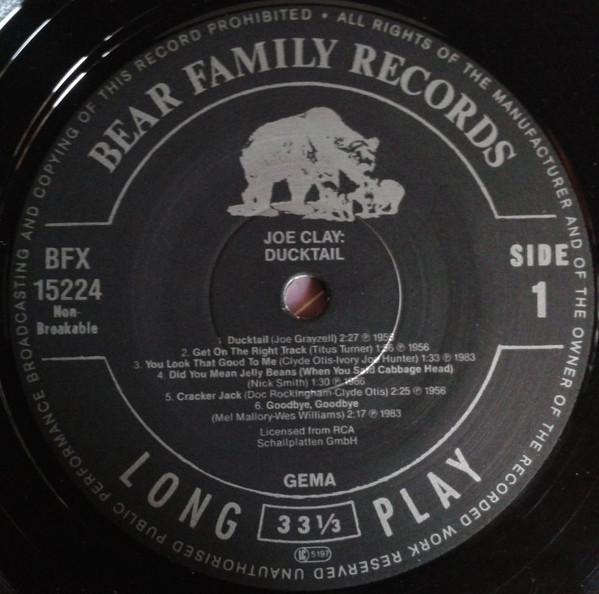 UNAUTHORISED PUBLIC PERFORMANCE BROADCASTING AND COPYING OF THIS RECORD PROHIBITED • ALL RIGHTS OF THE MANUFACTURER AND OF THE OWNER OF THE RECORDED WORK RESERVED
BEAR FAMILY RECORDS
JOE CLAY:
DUCKTAIL
BFX
15224
Non-
Breakable
SIDE
1
1. Ducktail (Joe Grayzell) 2:27 ℗ 1956
2. Get On The Right Track (Titus Turner) 1:56 ℗ 1956
3. You Look That Good To Me (Clyde Otis-Ivory Joe Hunter) 1:33 ℗ 1983
4. Did You Mean Jelly Beans (When You Said Cabbage Head)
(Nick Smith) 1:30 ℗ 1986
5. Cracker Jack (Doc Rockingham-Clyde Otis) 2:25 ℗ 1956
6. Goodbye, Goodbye
(Mel Mallory-Wes Williams) 2:17 ℗ 1983
Licensed from RCA
Schallplatten GmbH
GEMA
LONG 33⅓ PLAY
LC 5197